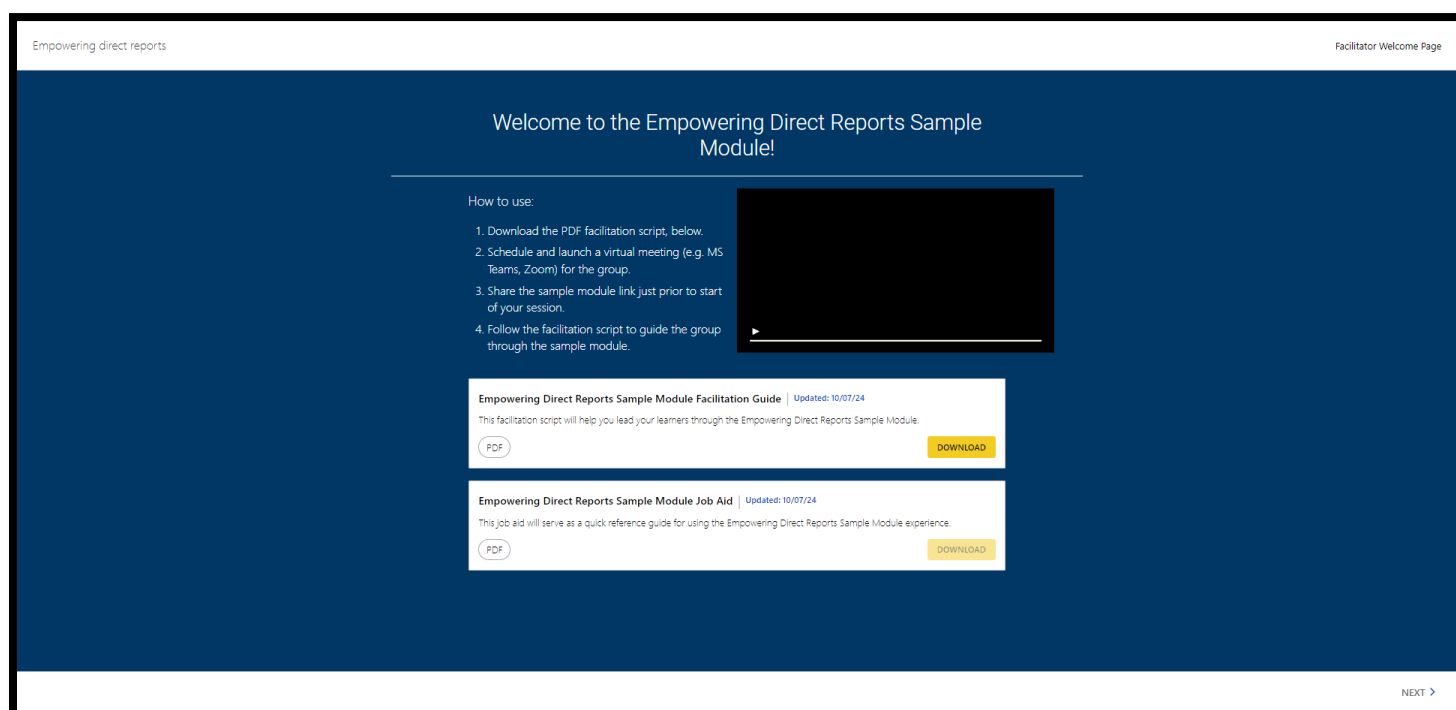 Empowering direct reports
Facilitator Welcome Page
Welcome to the Empowering Direct Reports Sample
Module!
How to use:
1. Download the PDF facilitation script, below.
2. Schedule and launch a virtual meeting (e.g. MS
Teams, Zoom) for the group.
3. Share the sample module link just prior to start
of your session.
4. Follow the facilitation script to guide the group
through the sample module.
Empowering Direct Reports Sample Module Facilitation Guide | Updated: 10/07/24
This facilitation script will help you lead your learners through the Empowering Direct Reports Sample Module.
PDF
DOWNLOAD
Empowering Direct Reports Sample Module Job Aid | Updated: 10/07/24
This job aid will serve as a quick reference guide for using the Empowering Direct Reports Sample Module experience.
PDF
DOWNLOAD
NEXT >